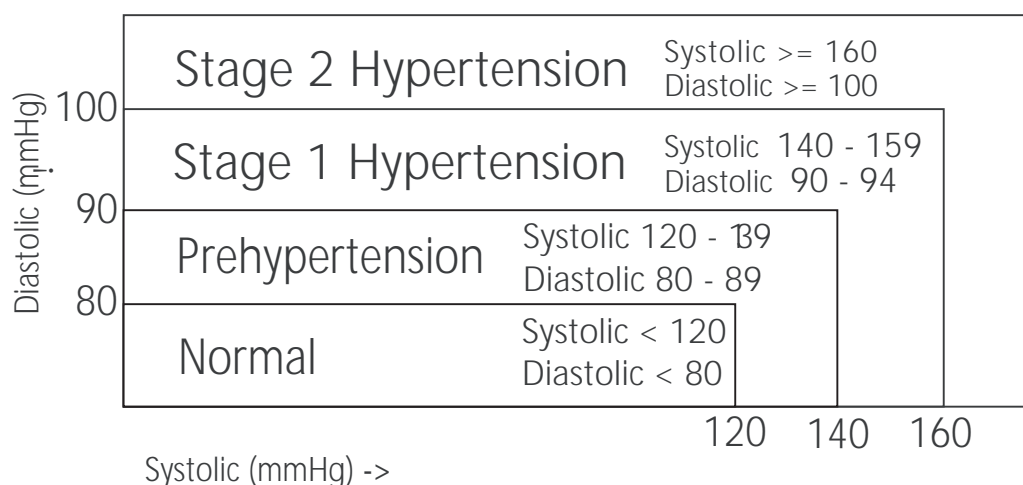 Stage 2 Hypertension
Systolic >= 160
Diastolic >= 100
Stage 1 Hypertension
Systolic 140 - 159
Diastolic 90 - 94
Prehypertension
Systolic 120 - 139
Diastolic 80 - 89
Normal
Systolic < 120
Diastolic < 80
Diastolic (mmHg)
100
90
80
120 140 160
Systolic (mmHg) ->